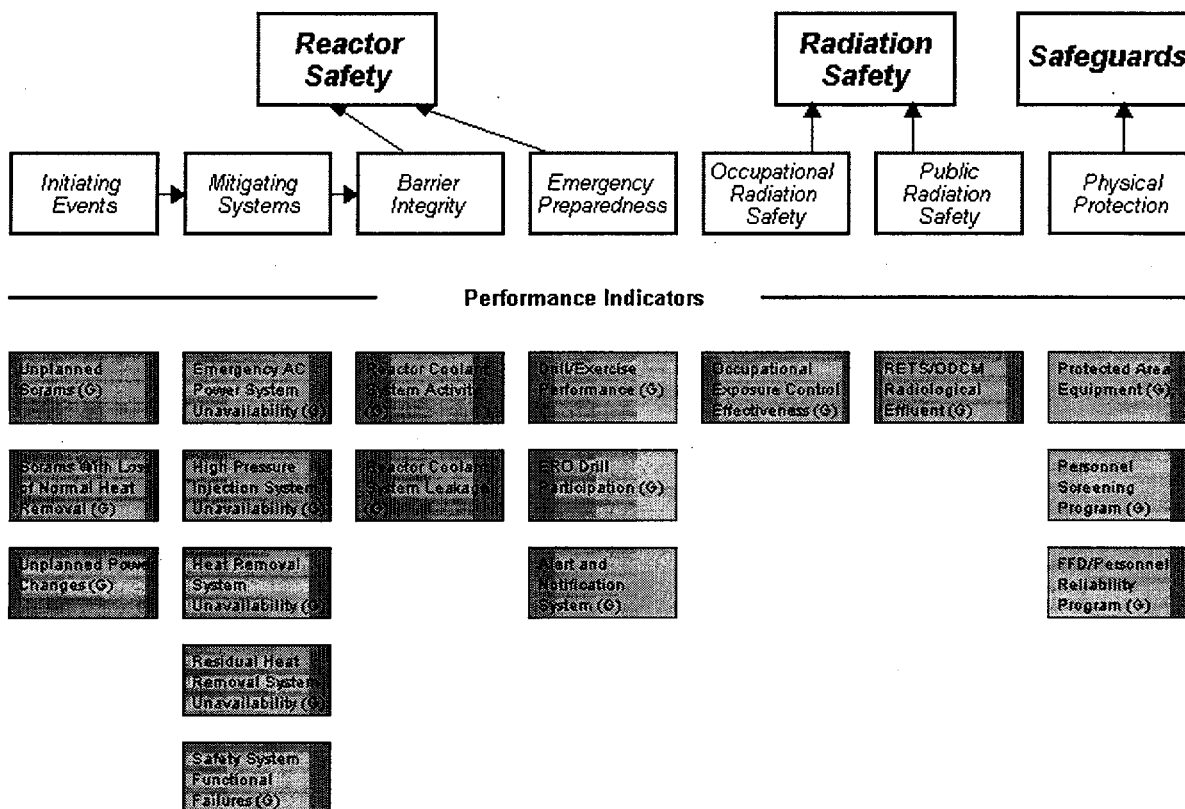 Reactor
Safety
Radiation
Safety
Safeguards
Initiating
Events
Mitigating
Systems
Barrier
Integrity
Emergency
Preparedness
Occupational
Radiation
Safety
Public
Radiation
Safety
Physical
Protection
Performance Indicators
Unplanned
Scrams (G)
Emergency AC
Power System
Unavailability (G)
Reactor Coolant
System Activity
(G)
Drill/Exercise
Performance (G)
Occupational
Exposure Control
Effectiveness (G)
RETS/ODCM
Radiological
Effluent (G)
Protected Area
Equipment (G)
Scrams With Loss
of Normal Heat
Removal (G)
High Pressure
Injection System
Unavailability (G)
Reactor Coolant
System Leakage
(G)
ERO Drill
Participation (G)
Personnel
Screening
Program (G)
Unplanned Power
Changes (G)
Heat Removal
System
Unavailability (G)
Alert and
Notification
System (G)
FFD/Personnel
Reliability
Program (G)
Residual Heat
Removal System
Unavailability (G)
Safety System
Functional
Failures (G)